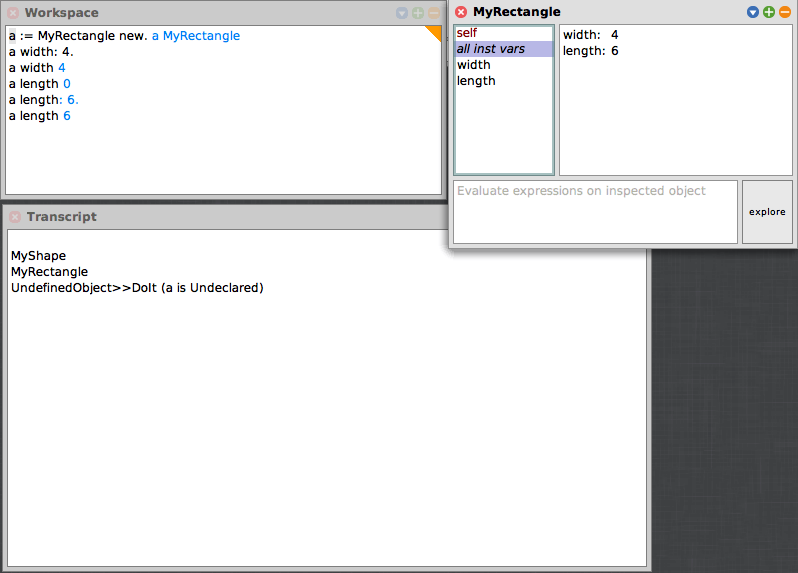 Workspace
a := MyRectangle new. a MyRectangle
a width: 4.
a width 4
a length 0
a length: 6.
a length 6
MyRectangle
self
all inst vars
width
length
width: 4
length: 6
Evaluate expressions on inspected object
explore
Transcript
MyShape
MyRectangle
UndefinedObject>>DoIt (a is Undeclared)